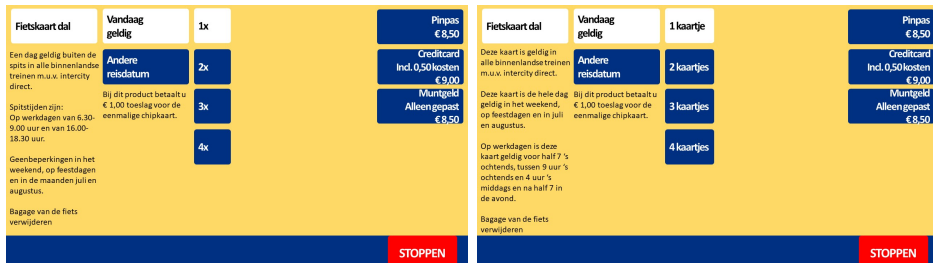 Fietskaart dal
Een dag geldig buiten de
spits in alle binnenlandse
treinen m.u.v. intercity
direct.
Spitstijden zijn:
Op werkdagen van 6.30-
9.00 uur en van 16.00-
18.30 uur.
Geenbeperkingen in het
weekend, op feestdagen
en in de maanden juli en
augustus.
Bagage van de fiets
verwijderen
Vandaag
geldig
Andere
reisdatum
Bij dit product betaalt u
€ 1,00 toeslag voor de
eenmalige chipkaart.
1x
2x
3x
4x
Pinpas
€ 8,50
Creditcard
Incl. 0,50 kosten
€ 9,00
Muntgeld
Alleen gepast
€ 8,50
STOPPEN
Fietskaart dal
Deze kaart is geldig in
alle binnenlandse treinen
m.u.v. intercity direct.
Deze kaart is de hele dag
geldig in het weekend,
op feestdagen en in juli
en augustus.
Op werkdagen is deze
kaart geldig voor half 7 's
ochtends, tussen 9 uur 's
ochtends en 4 uur 's
middags en na half 7 in
de avond.
Bagage van de fiets
verwijderen
Vandaag
geldig
Andere
reisdatum
Bij dit product betaalt u
€ 1,00 toeslag voor de
eenmalige chipkaart.
1 kaartje
2 kaartjes
3 kaartjes
4 kaartjes
Pinpas
€ 8,50
Creditcard
Incl. 0,50 kosten
€ 9,00
Muntgeld
Alleen gepast
€ 8,50
STOPPEN